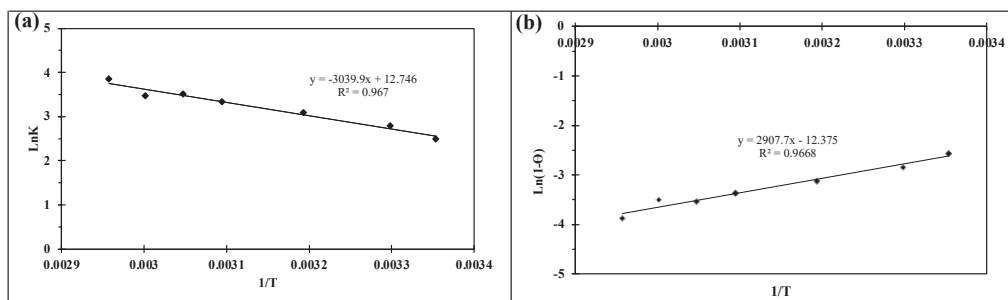 (a)
5
4
3
2
1
0
LnK
y = -3039.9x + 12.746
R² = 0.967
0.0029 0.003 0.0031 0.0032 0.0033 0.0034
1/T
(b)
0
0.0029 0.003 0.0031 0.0032 0.0033 0.0034
-1
-2
-3
-4
-5
Ln(1-Ө)
y = 2907.7x - 12.375
R² = 0.9668
1/T